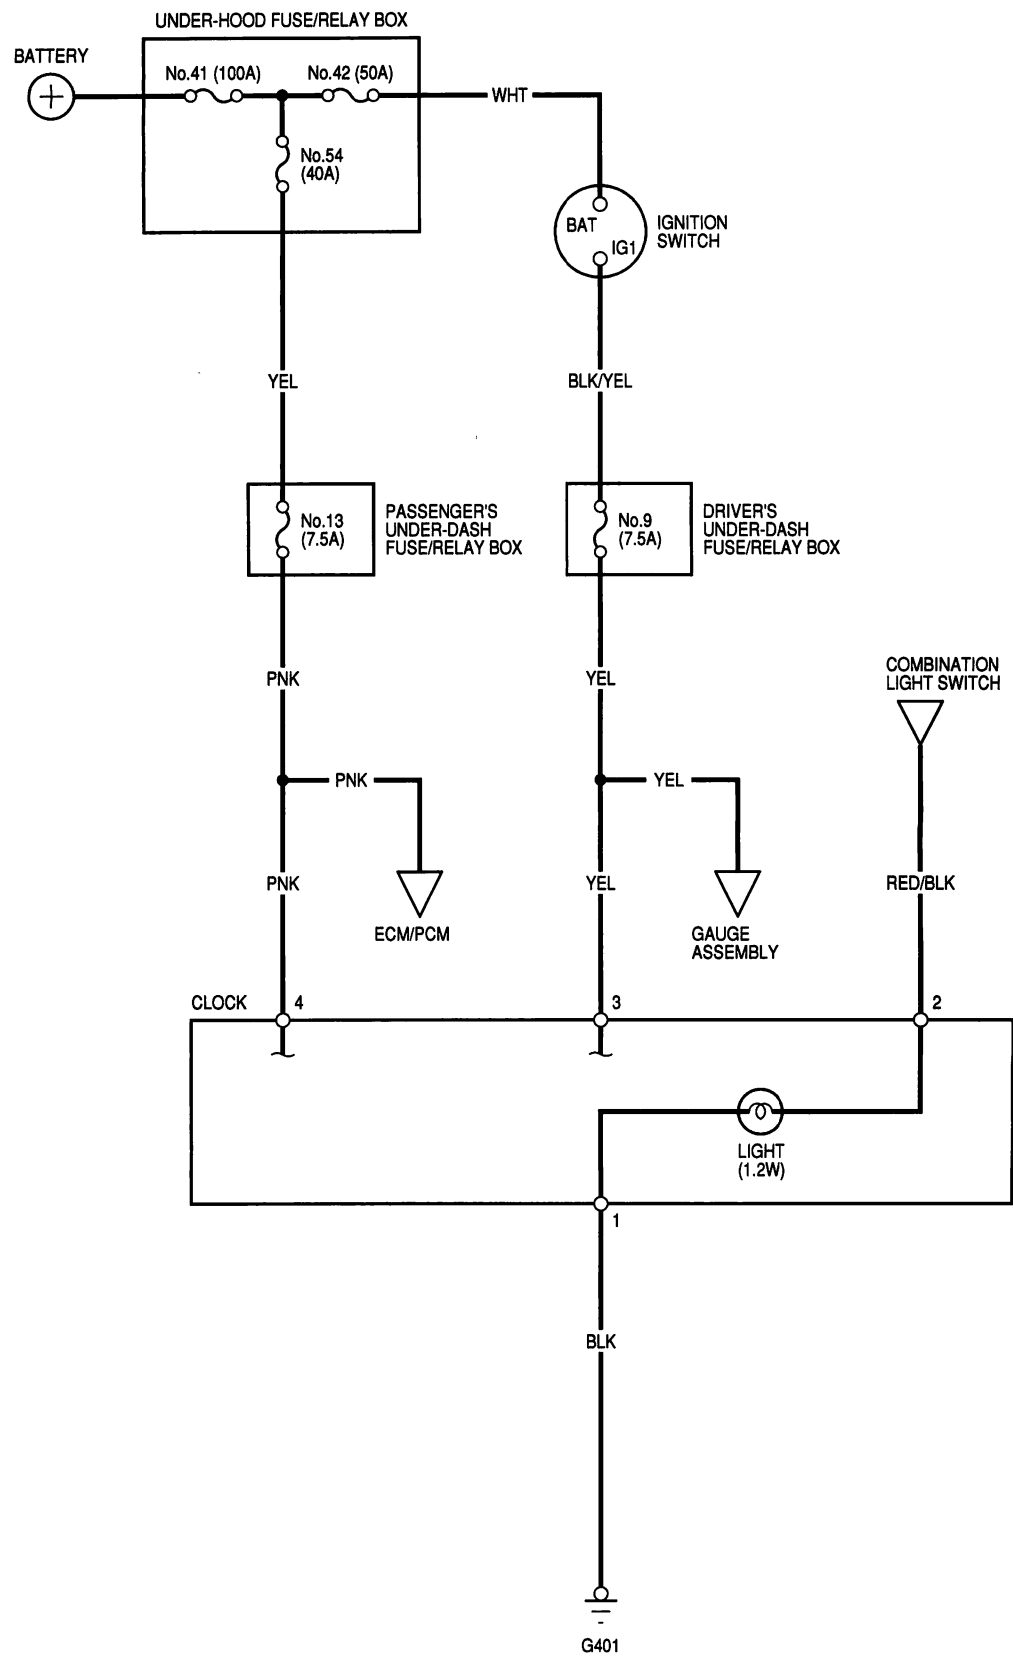 UNDER-HOOD FUSE/RELAY BOX
BATTERY
No.41 (100A)
No.42 (50A)
WHT
No.54
(40A)
BAT
IG1
IGNITION
SWITCH
YEL
BLK/YEL
No.13
(7.5A)
PASSENGER'S
UNDER-DASH
FUSE/RELAY BOX
No.9
(7.5A)
DRIVER'S
UNDER-DASH
FUSE/RELAY BOX
PNK
YEL
COMBINATION
LIGHT SWITCH
PNK
YEL
PNK
YEL
RED/BLK
ECM/PCM
GAUGE
ASSEMBLY
CLOCK
4
3
2
LIGHT
(1.2W)
1
BLK
G401